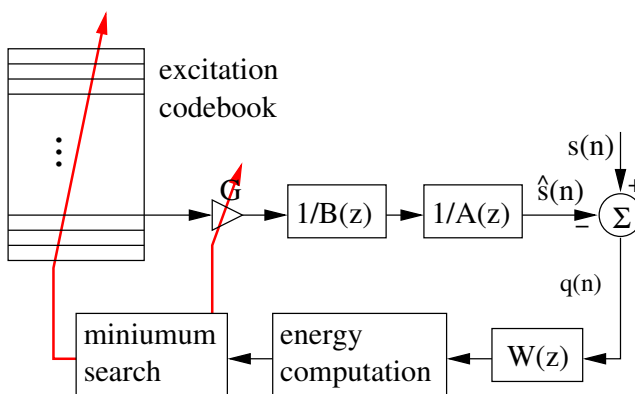 excitation
codebook
s(n)
G
+
ŝ(n)
1/B(z)
1/A(z)
−
Σ
q(n)
miniumum
search
energy
computation
W(z)